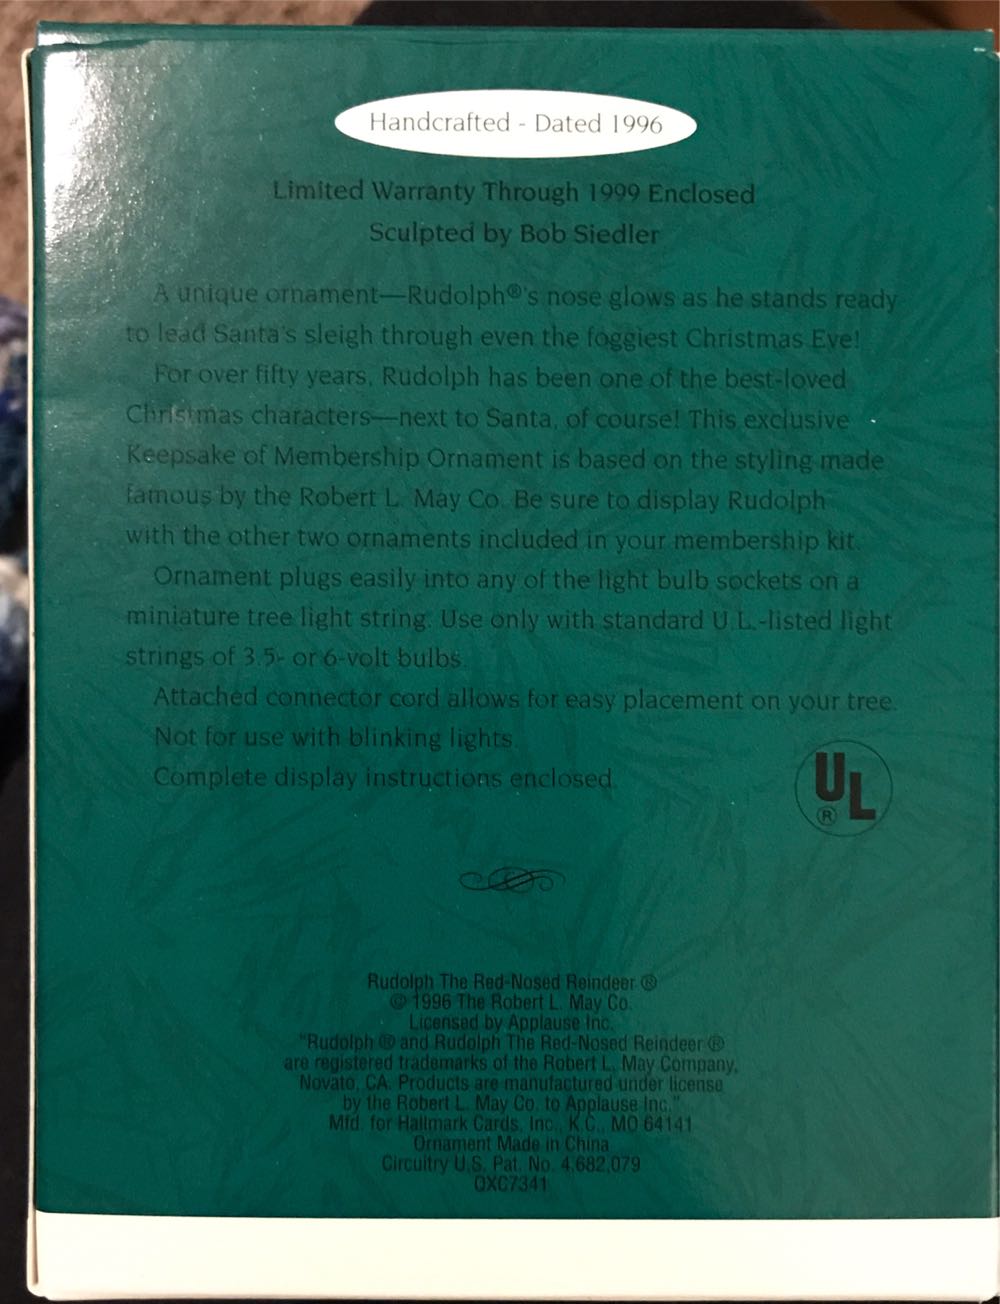 Handcrafted - Dated 1996
Limited Warranty Through 1999 Enclosed
Sculpted by Bob Siedler
A unique ornament—Rudolph®'s nose glows as he stands ready
to lead Santa's sleigh through even the foggiest Christmas Eve!
For over fifty years, Rudolph has been one of the best-loved
Christmas characters—next to Santa, of course! This exclusive
Keepsake of Membership Ornament is based on the styling made
famous by the Robert L. May Co. Be sure to display Rudolph
with the other two ornaments included in your membership kit.
Ornament plugs easily into any of the light bulb sockets on a
miniature tree light string. Use only with standard U.L.-listed light
strings of 3.5- or 6-volt bulbs.
Attached connector cord allows for easy placement on your tree.
Not for use with blinking lights.
Complete display instructions enclosed.
UL
®
Rudolph The Red-Nosed Reindeer ®
© 1996 The Robert L. May Co.
Licensed by Applause Inc.
"Rudolph ® and Rudolph The Red-Nosed Reindeer ®
are registered trademarks of the Robert L. May Company,
Novato, CA. Products are manufactured under license
by the Robert L. May Co. to Applause Inc."
Mfd. for Hallmark Cards, Inc., K.C., MO 64141
Ornament Made in China
Circuitry U.S. Pat. No. 4,682,079
QXC7341